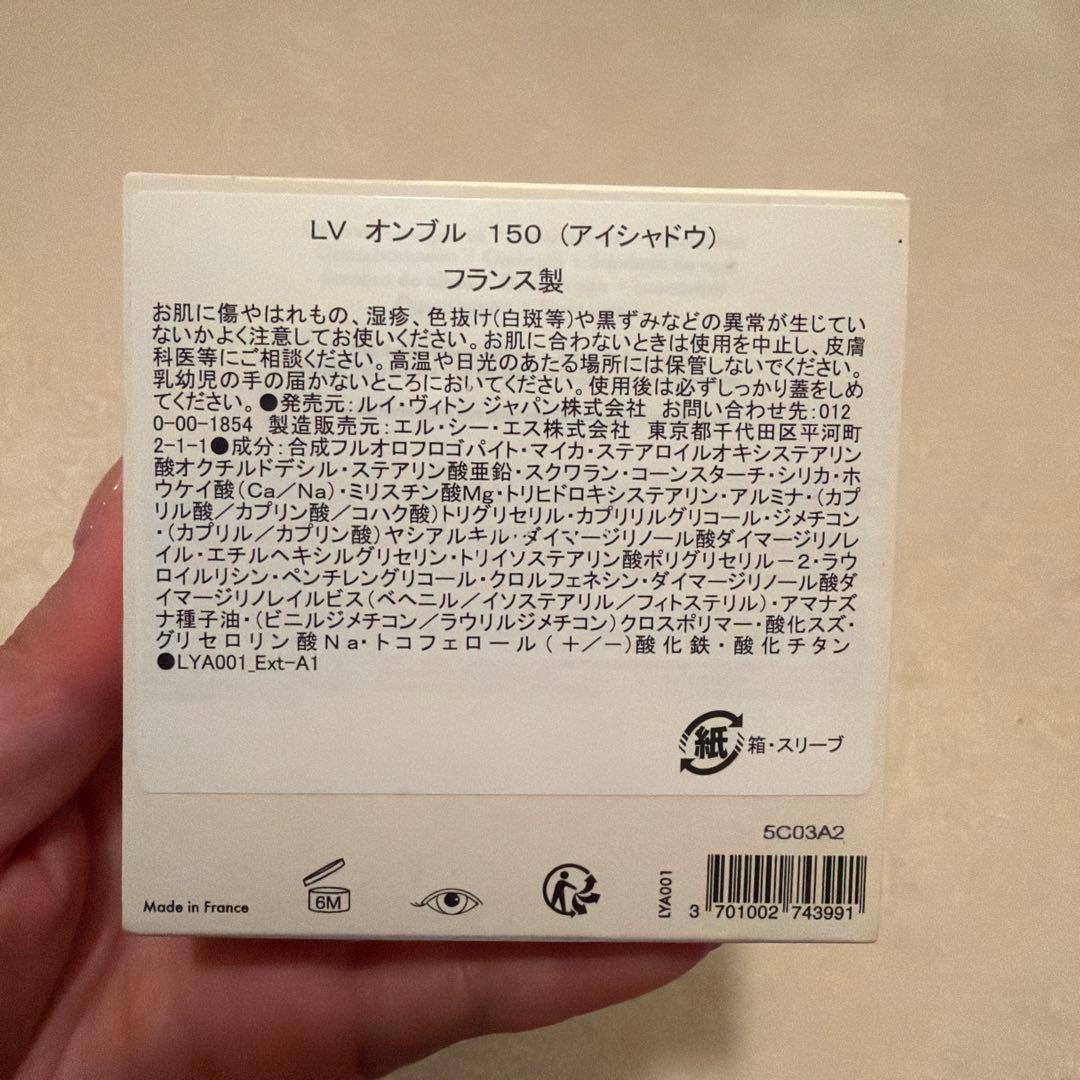 LV オンブル 150 (アイシャドウ)
フランス製
お肌に傷やはれもの、湿疹、色抜け(白斑等)や黒ずみなどの異常が生じてい
ないかよく注意してお使いください。お肌に合わないときは使用を中止し、皮膚
科医等にご相談ください。高温や日光のあたる場所には保管しないでください。
乳幼児の手の届かないところにおいてください。使用後は必ずしっかり蓋をしめ
てください。●発売元:ルイ・ヴィトン ジャパン株式会社 お問い合わせ先:012
0-00-1854 製造販売元:エル・シー・エス株式会社 東京都千代田区平河町
2-1-1●成分:合成フルオロフロゴパイト・マイカ・ステアロイルオキシステアリン
酸オクチルドデシル・ステアリン酸亜鉛・スクワラン・コーンスターチ・シリカ・ホ
ウケイ酸(Ca/Na)・ミリスチン酸Mg・トリヒドロキシステアリン・アルミナ・(カプ
リル酸/カプリン酸/コハク酸)トリグリセリル・カプリリルグリコール・ジメチコン
・(カプリル/カプリン酸)ヤシアルキル・ダイマージリノール酸ダイマージリノレ
イル・エチルヘキシルグリセリン・トリイソステアリン酸ポリグリセリル-2・ラウ
ロイルリシン・ペンチレングリコール・クロルフェネシン・ダイマージリノール酸ダ
イマージリノレイルビス(ベヘニル/イソステアリル/フィトステリル)・アマナズ
ナ種子油・(ビニルジメチコン/ラウリルジメチコン)クロスポリマー・酸化スズ・
グリセロリン酸Na・トコフェロール(+/-)酸化鉄・酸化チタン
●LYA001_Ext-A1
紙 箱・スリーブ
5C03A2
Made in France
6M
LYA001
3 701002 743991